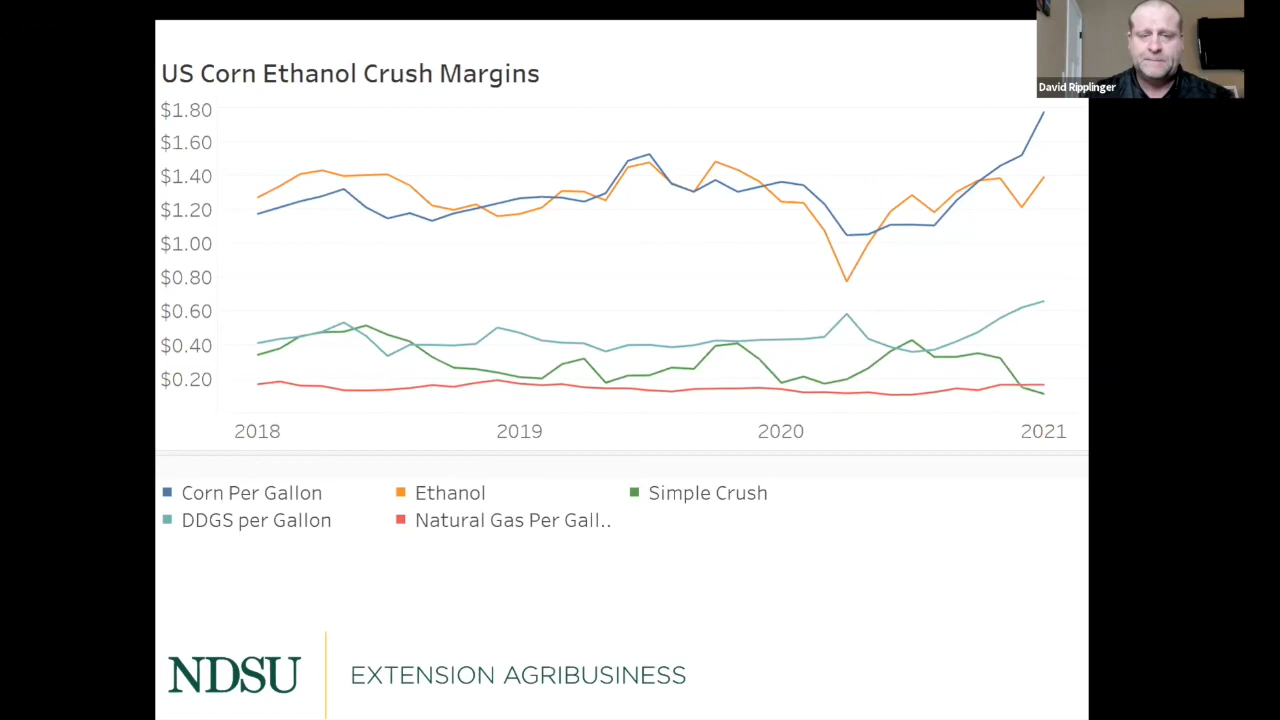 US Corn Ethanol Crush Margins
David Ripplinger
$1.80
$1.60
$1.40
$1.20
$1.00
$0.80
$0.60
$0.40
$0.20
2018 2019 2020 2021
Corn Per Gallon Ethanol Simple Crush
DDGS per Gallon Natural Gas Per Gall..
NDSU EXTENSION AGRIBUSINESS